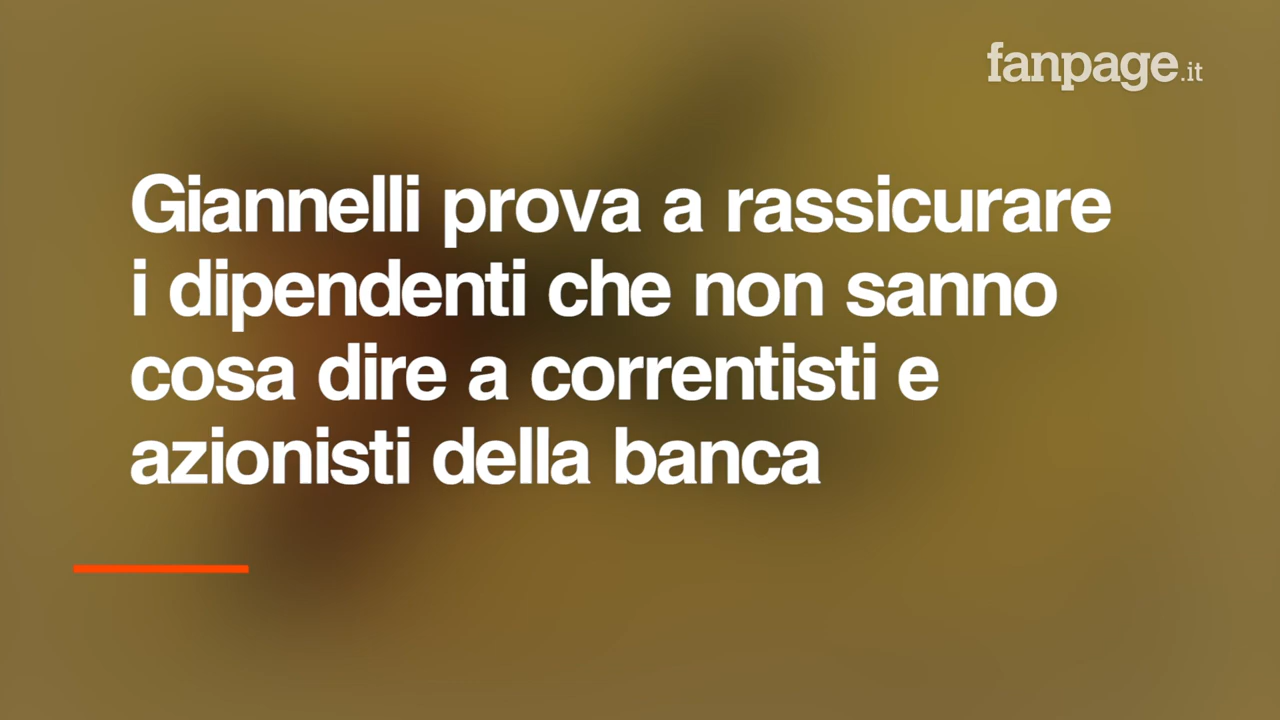 fanpage.it
Giannelli prova a rassicurare
i dipendenti che non sanno
cosa dire a correntisti e
azionisti della banca